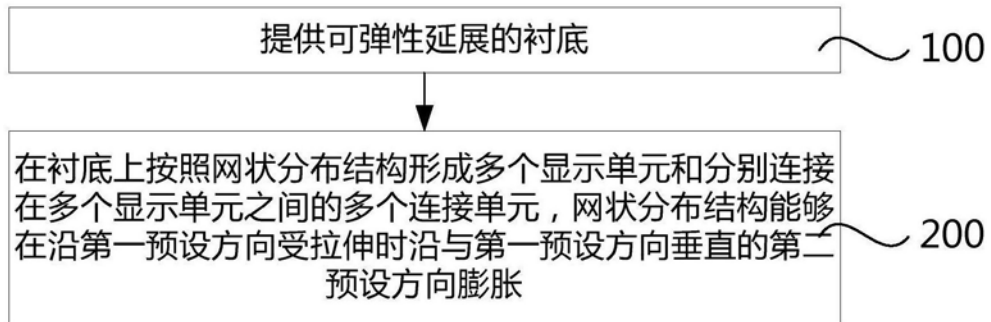 提供可弹性延展的衬底
100
在衬底上按照网状分布结构形成多个显示单元和分别连接
在多个显示单元之间的多个连接单元，网状分布结构能够
在沿第一预设方向受拉伸时沿与第一预设方向垂直的第二
预设方向膨胀
200